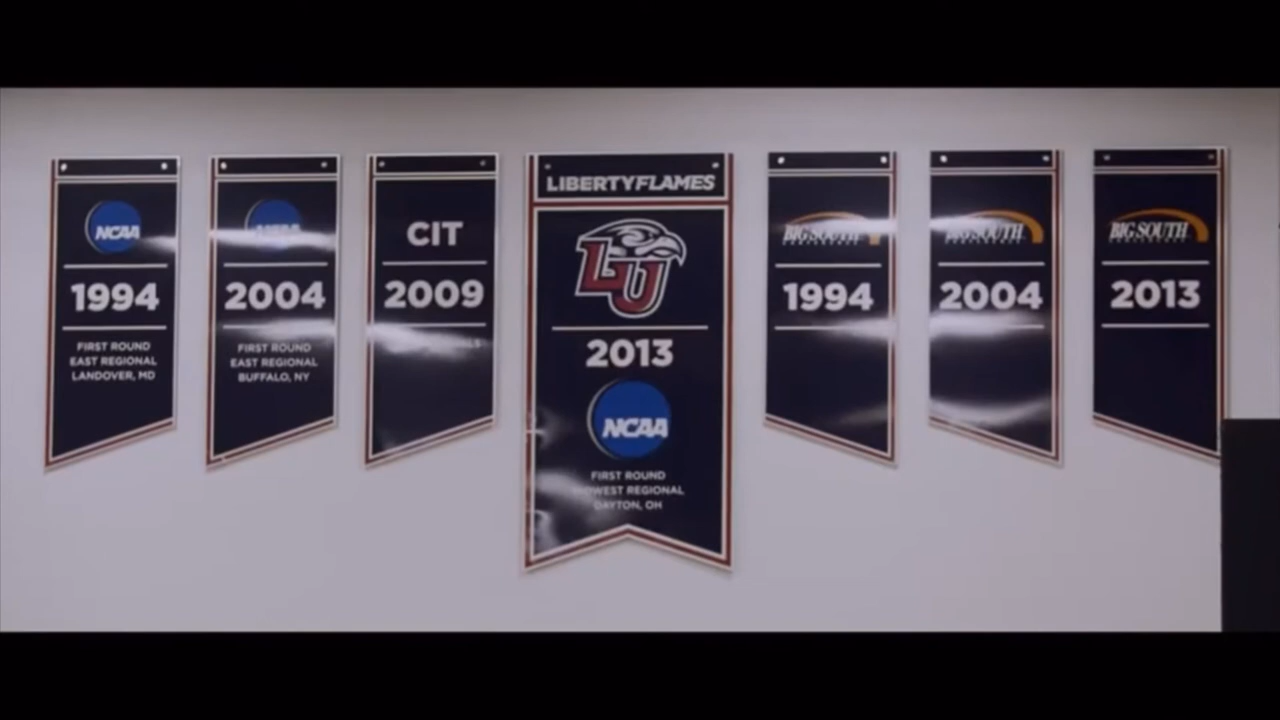 NCAA
1994
FIRST ROUND
EAST REGIONAL
LANDOVER, MD
2004
FIRST ROUND
EAST REGIONAL
BUFFALO, NY
CIT
2009
LIBERTYFLAMES
LU
2013
NCAA
FIRST ROUND
REGIONAL
DAYTON, OH
BIG SOUTH
1994
BIG SOUTH
2004
BIG SOUTH
2013